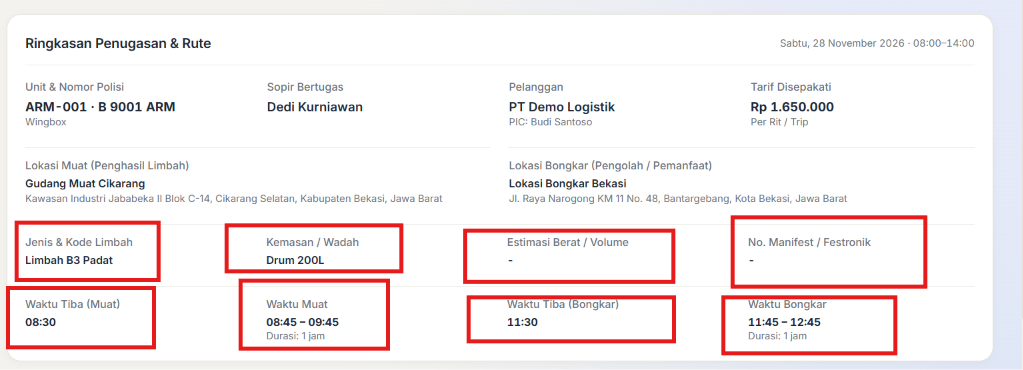 Ringkasan Penugasan & Rute
Sabtu, 28 November 2026 · 08:00–14:00
Unit & Nomor Polisi
ARM-001 · B 9001 ARM
Wingbox
Sopir Bertugas
Dedi Kurniawan
Pelanggan
PT Demo Logistik
PIC: Budi Santoso
Tarif Disepakati
Rp 1.650.000
Per Rit / Trip
Lokasi Muat (Penghasil Limbah)
Gudang Muat Cikarang
Kawasan Industri Jababeka II Blok C-14, Cikarang Selatan, Kabupaten Bekasi, Jawa Barat
Lokasi Bongkar (Pengolah / Pemanfaat)
Lokasi Bongkar Bekasi
Jl. Raya Narogong KM 11 No. 48, Bantargebang, Kota Bekasi, Jawa Barat
Jenis & Kode Limbah
Limbah B3 Padat
Kemasan / Wadah
Drum 200L
Estimasi Berat / Volume
-
No. Manifest / Festronik
-
Waktu Tiba (Muat)
08:30
Waktu Muat
08:45 – 09:45
Durasi: 1 jam
Waktu Tiba (Bongkar)
11:30
Waktu Bongkar
11:45 – 12:45
Durasi: 1 jam